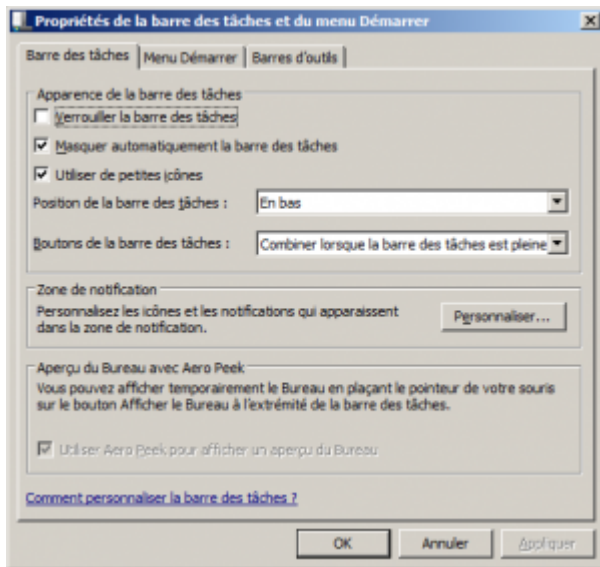 Propriétés de la barre des tâches et du menu Démarrer
Barre des tâches Menu Démarrer Barres d'outils
Apparence de la barre des tâches
Verrouiller la barre des tâches
Masquer automatiquement la barre des tâches
Utiliser de petites icônes
Position de la barre des tâches : En bas
Boutons de la barre des tâches : Combiner lorsque la barre des tâches est pleine
Zone de notification
Personnalisez les icônes et les notifications qui apparaissent
dans la zone de notification.
Personnaliser...
Aperçu du Bureau avec Aero Peek
Vous pouvez afficher temporairement le Bureau en plaçant le pointeur de votre souris
sur le bouton Afficher le Bureau à l'extrémité de la barre des tâches.
Utiliser Aero Peek pour afficher un aperçu du Bureau
Comment personnaliser la barre des tâches ?
OK Annuler Appliquer